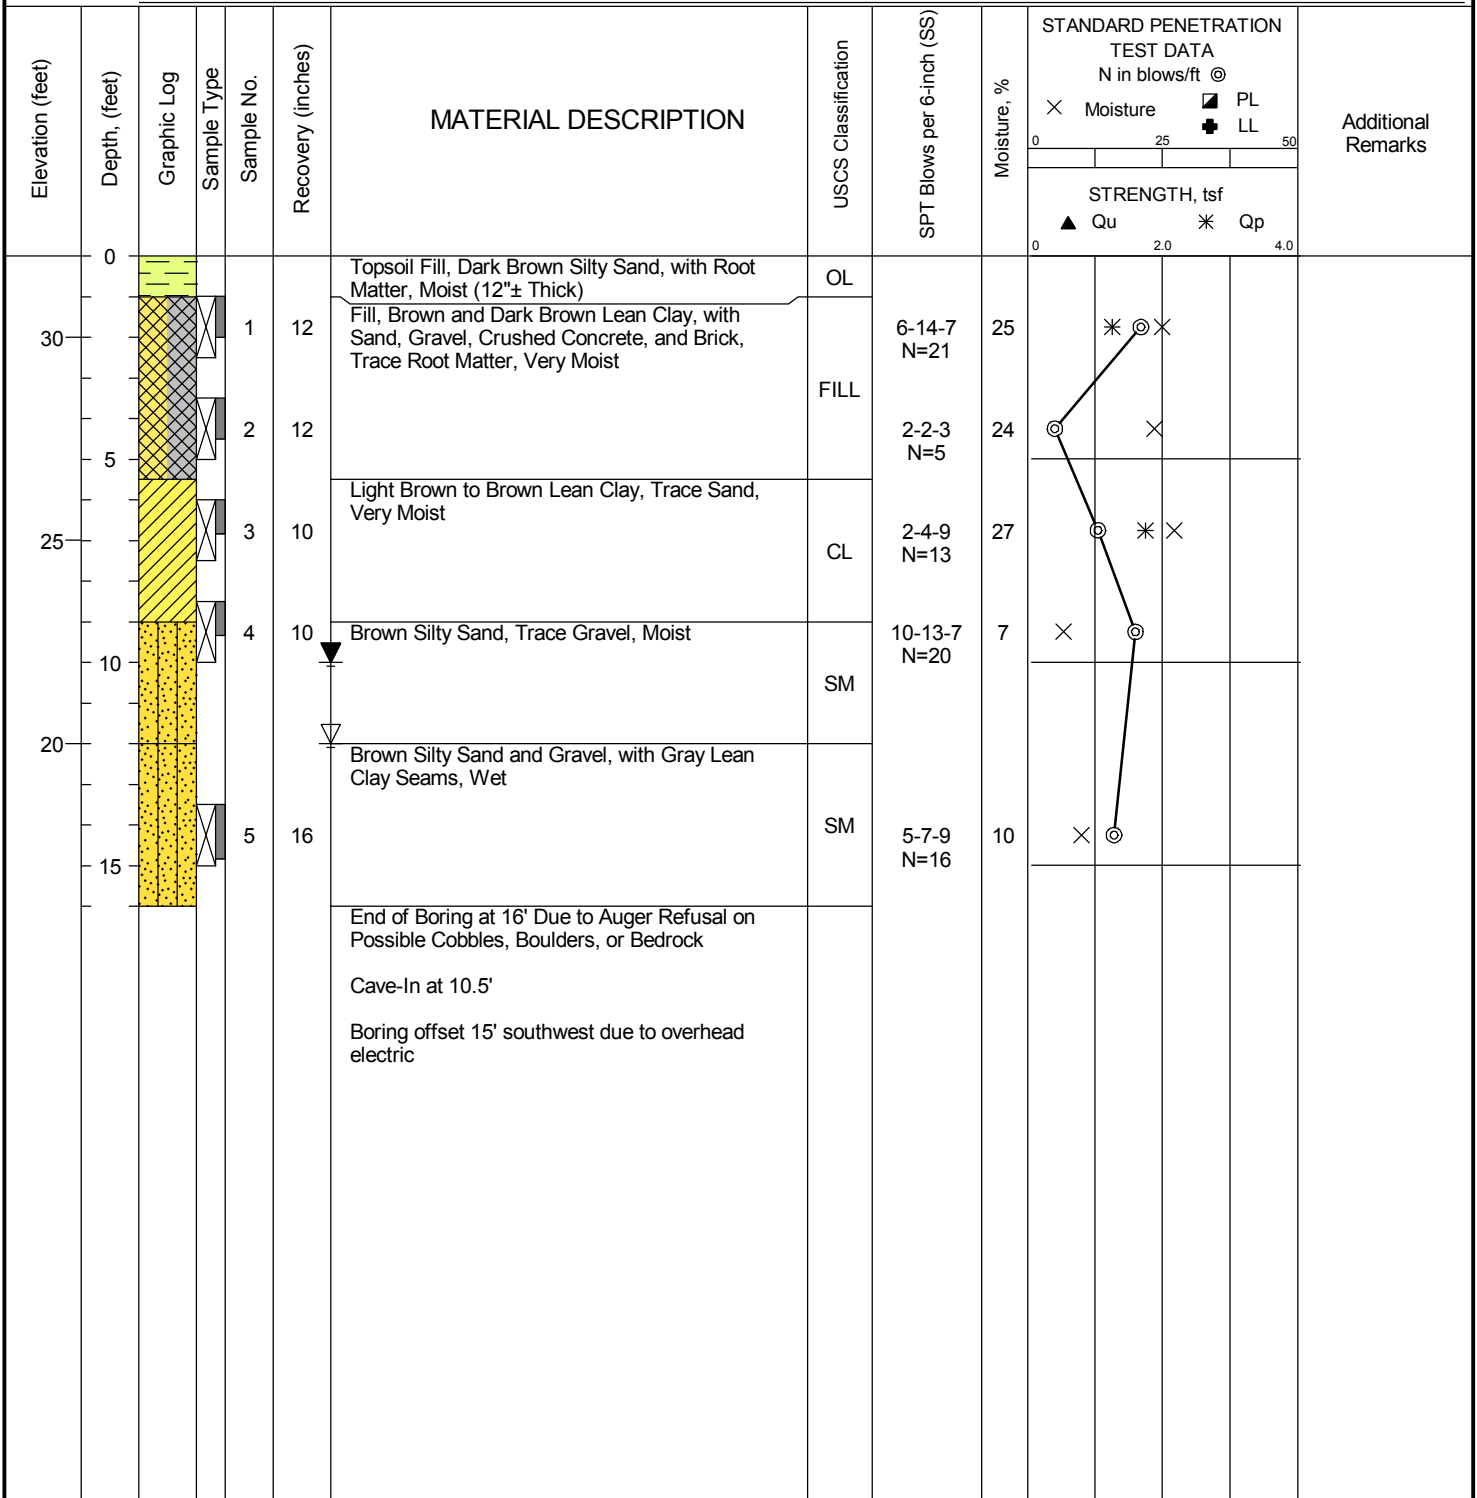 Elevation (feet)
Depth, (feet)
Graphic Log
Sample Type
Sample No.
Recovery (inches)
MATERIAL DESCRIPTION
USCS Classification
SPT Blows per 6-inch (SS)
Moisture, %
STANDARD PENETRATION
TEST DATA
N in blows/ft
Moisture
PL
LL
0 25 50
STRENGTH, tsf
Qu Qp
0 2.0 4.0
Additional
Remarks
0
Topsoil Fill, Dark Brown Silty Sand, with Root
Matter, Moist (12"± Thick)
OL
Fill, Brown and Dark Brown Lean Clay, with
Sand, Gravel, Crushed Concrete, and Brick,
Trace Root Matter, Very Moist
FILL
30
1 12
6-14-7
N=21
25
2 12
2-2-3
N=5
24
5
Light Brown to Brown Lean Clay, Trace Sand,
Very Moist
CL
25
3 10
2-4-9
N=13
27
4 10
Brown Silty Sand, Trace Gravel, Moist
10-13-7
N=20
7
10
SM
20
Brown Silty Sand and Gravel, with Gray Lean
Clay Seams, Wet
SM
5 16
5-7-9
N=16
10
15
End of Boring at 16' Due to Auger Refusal on
Possible Cobbles, Boulders, or Bedrock
Cave-In at 10.5'
Boring offset 15' southwest due to overhead
electric